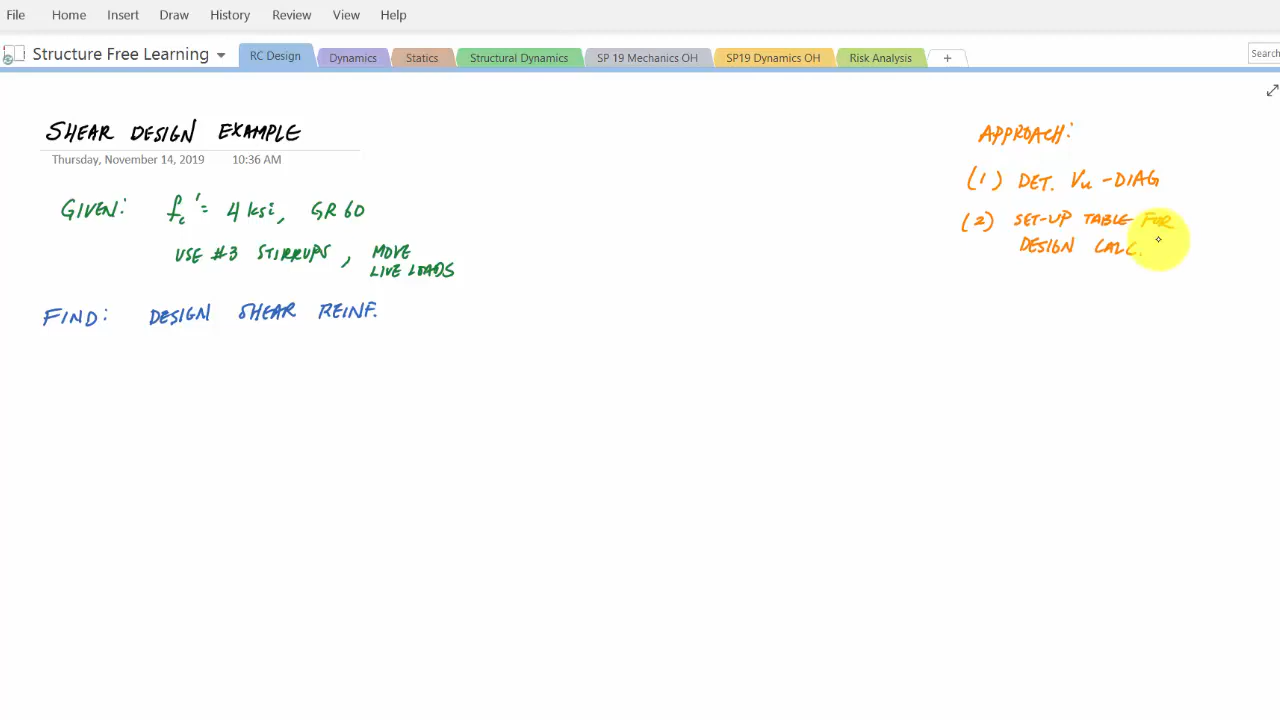 File Home Insert Draw History Review View Help
Structure Free Learning RC Design Dynamics Statics Structural Dynamics SP 19 Mechanics OH SP19 Dynamics OH Risk Analysis + Search
SHEAR DESIGN EXAMPLE
Thursday, November 14, 2019 10:36 AM
GIVEN: fc' = 4 ksi, GR 60
USE #3 STIRRUPS, MOVE
LIVE LOADS
FIND: DESIGN SHEAR REINF.
APPROACH:
(1) DET. Vu -DIAG
(2) SET-UP TABLE FOR
DESIGN CALC.